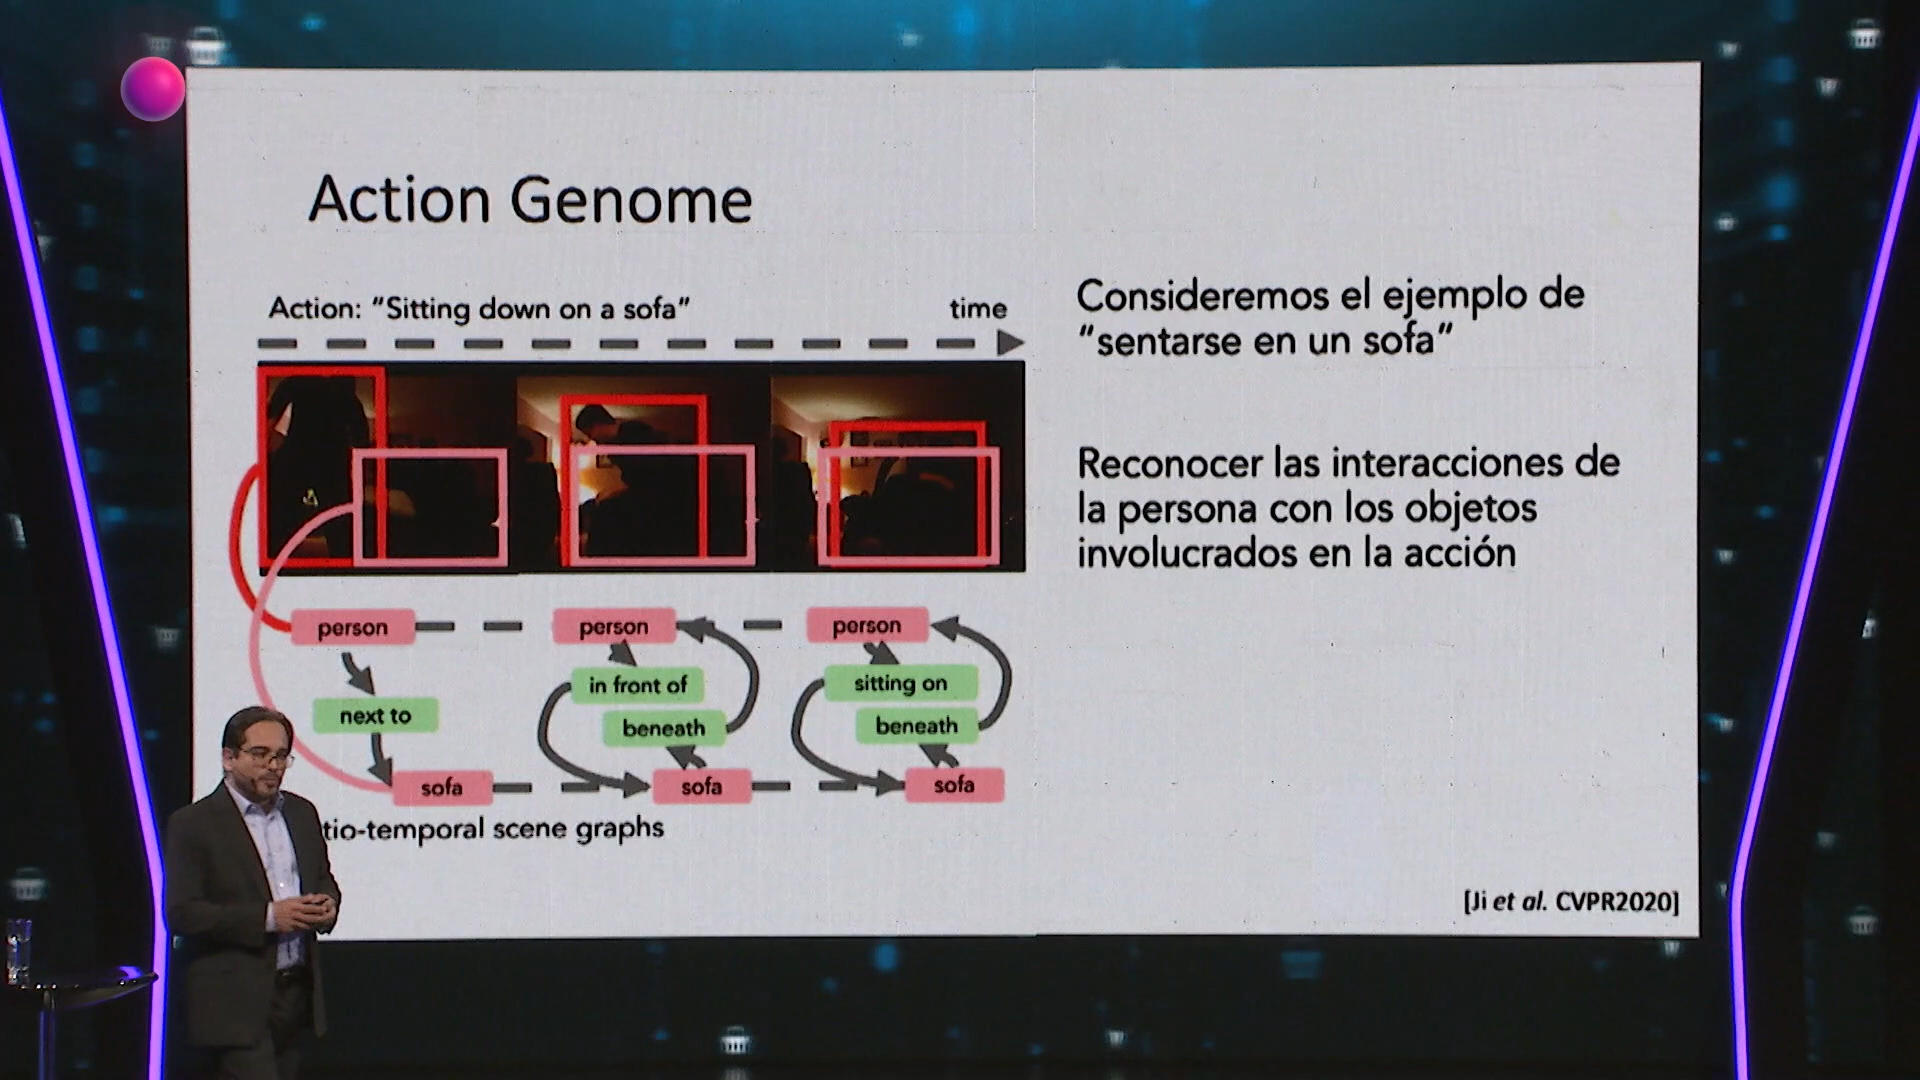 Action Genome
Action: "Sitting down on a sofa"
time
person
person
person
next to
in front of
beneath
sitting on
beneath
sofa
sofa
sofa
tio-temporal scene graphs
Consideremos el ejemplo de
"sentarse en un sofa"
Reconocer las interacciones de
la persona con los objetos
involucrados en la acción
[Ji et al. CVPR2020]